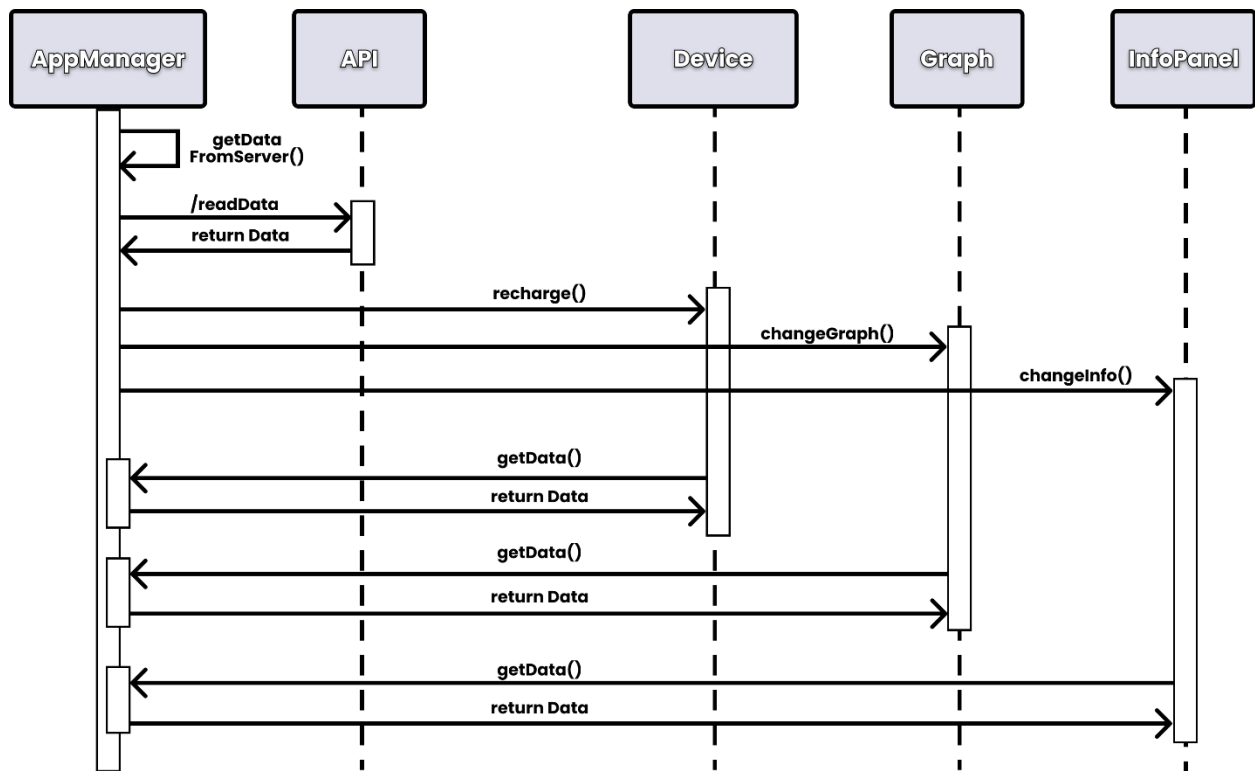 AppManager
API
Device
Graph
InfoPanel
getData
FromServer()
/readData
return Data
recharge()
changeGraph()
changeInfo()
getData()
return Data
getData()
return Data
getData()
return Data